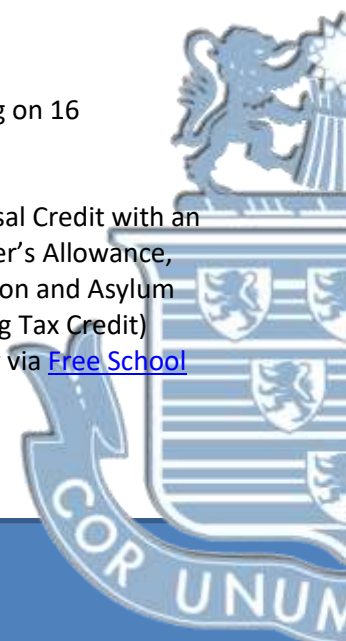 g on 16
sal Credit with an
er's Allowance,
on and Asylum
g Tax Credit)
via Free School
COR UNUM